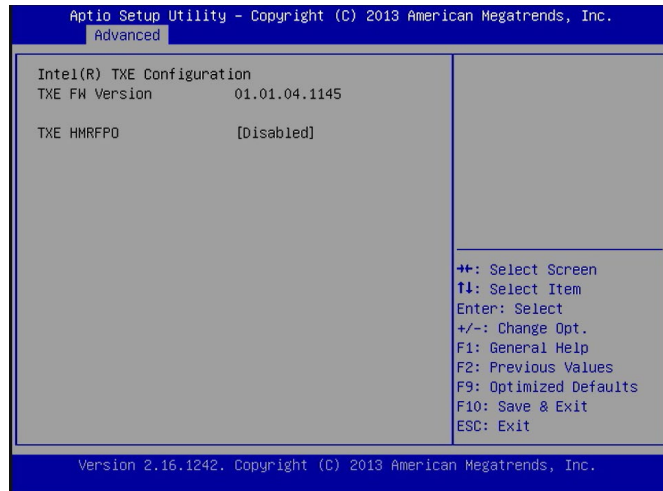 Aptio Setup Utility – Copyright (C) 2013 American Megatrends, Inc.
Advanced
Intel(R) TXE Configuration
TXE FW Version 01.01.04.1145
TXE HMRFPO [Disabled]
→←: Select Screen
↑↓: Select Item
Enter: Select
+/-: Change Opt.
F1: General Help
F2: Previous Values
F9: Optimized Defaults
F10: Save & Exit
ESC: Exit
Version 2.16.1242. Copyright (C) 2013 American Megatrends, Inc.